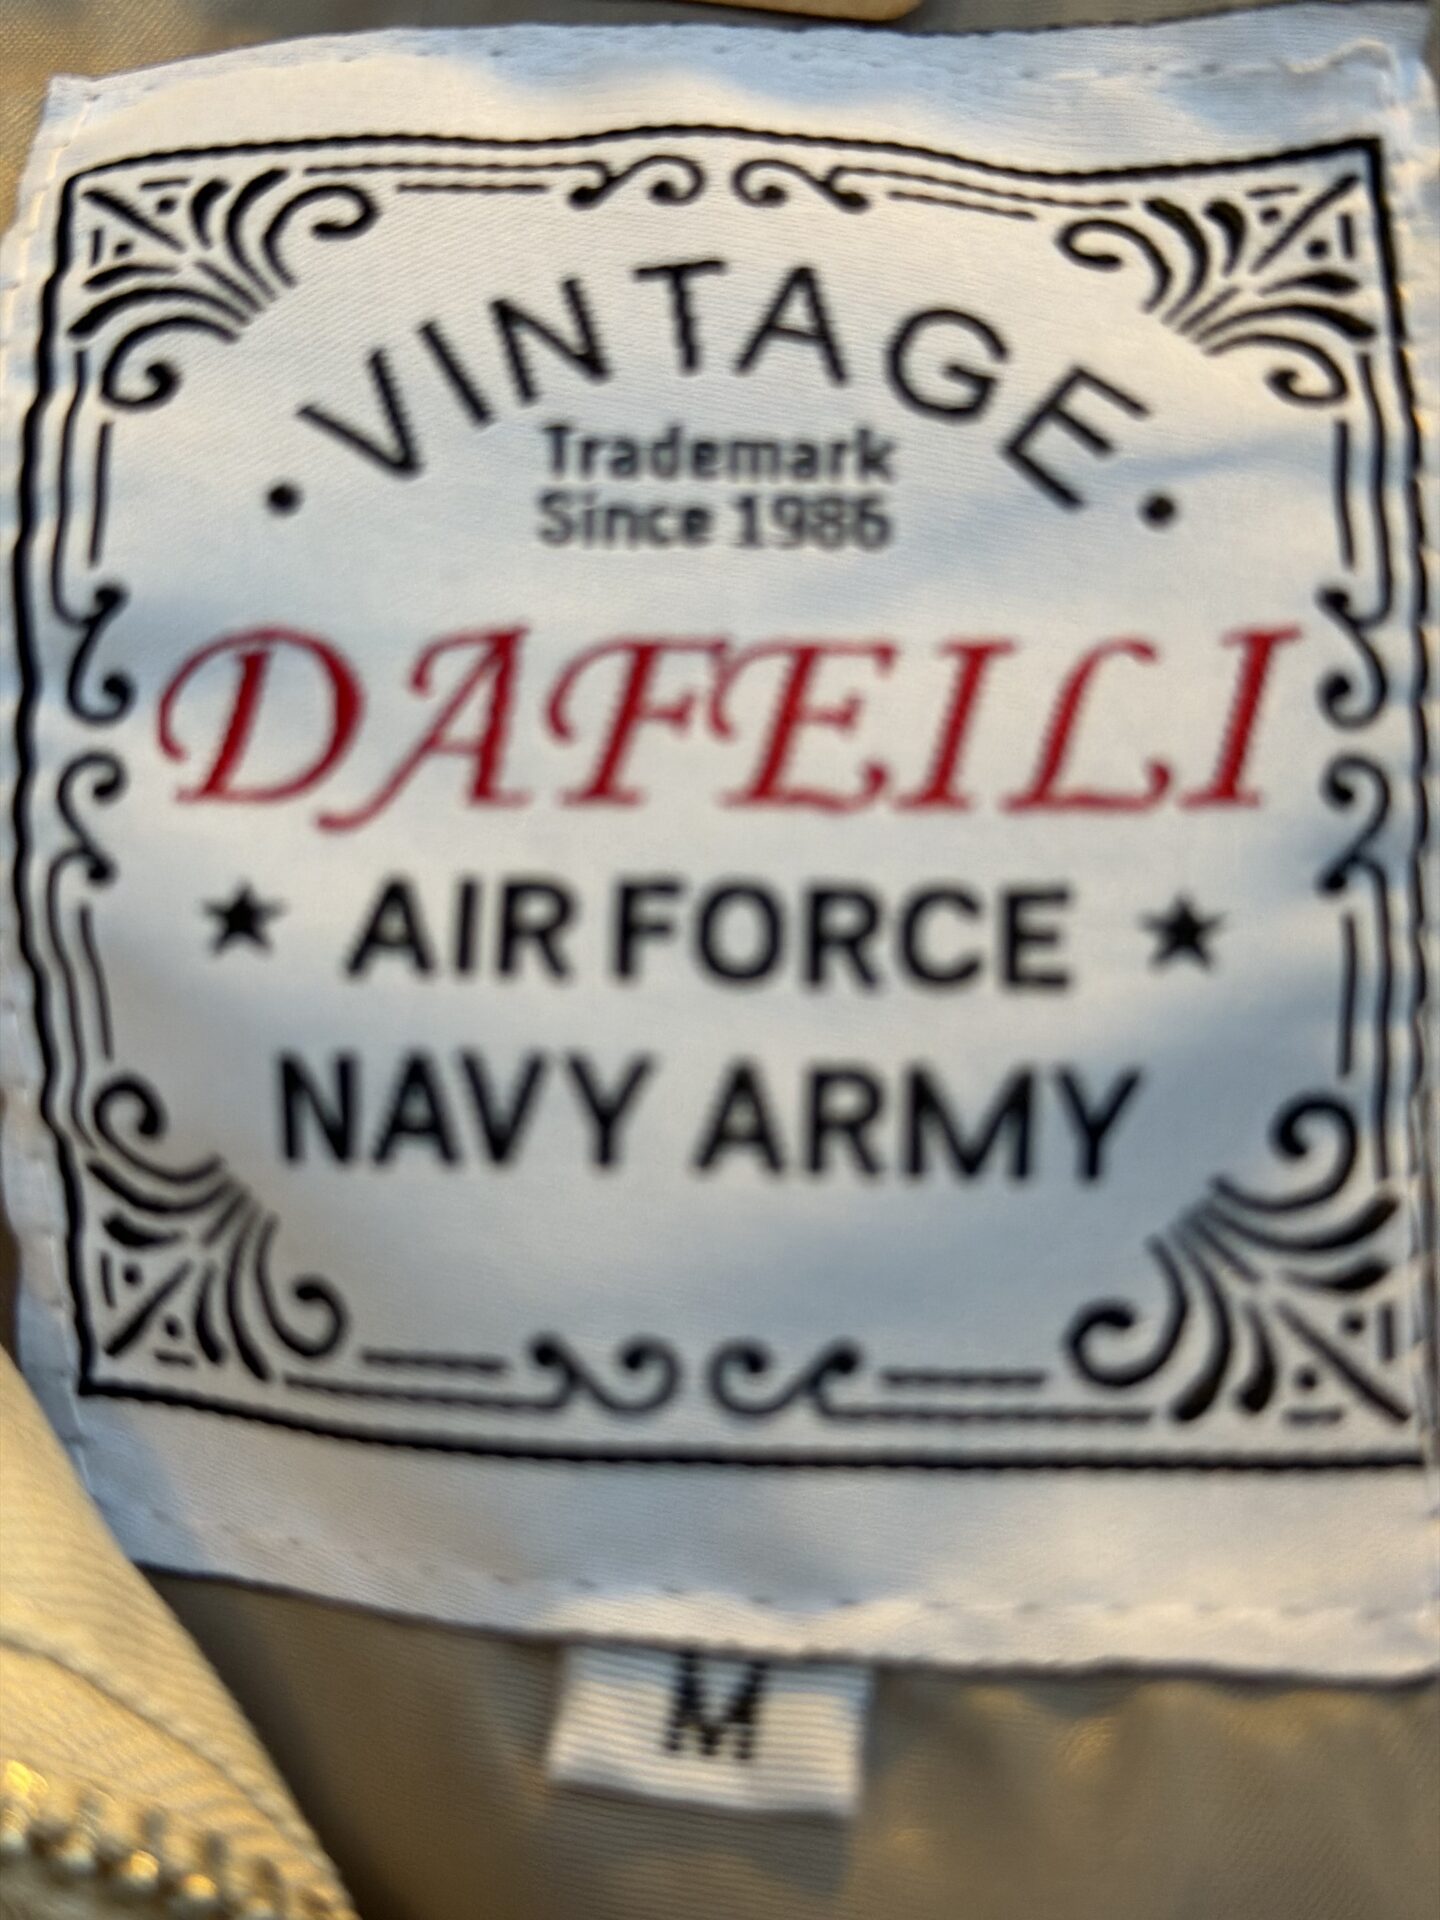 • VINTAGE •
Trademark
Since 1986
DAFEILI
★ AIR FORCE ★
NAVY ARMY
M